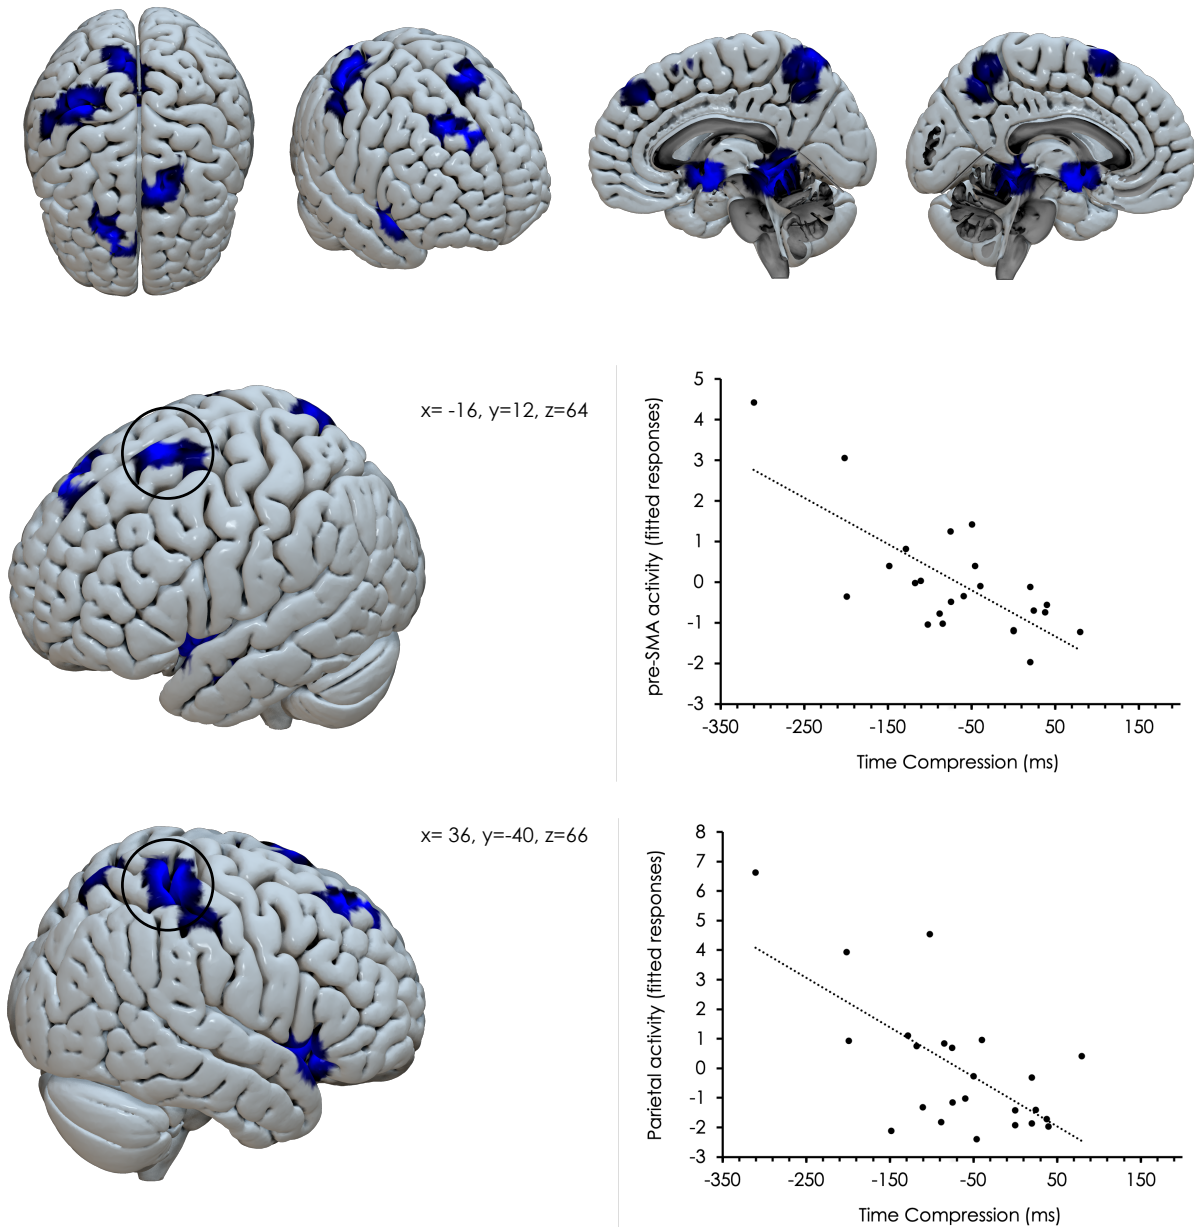 x= -16, y=12, z=64
pre-SMA activity (fitted responses)
5
4
3
2
1
0
-1
-2
-3
-350 -250 -150 -50 50 150
Time Compression (ms)
x= 36, y=-40, z=66
Parietal activity (fitted responses)
8
7
6
5
4
3
2
1
0
-1
-2
-3
-350 -250 -150 -50 50 150
Time Compression (ms)